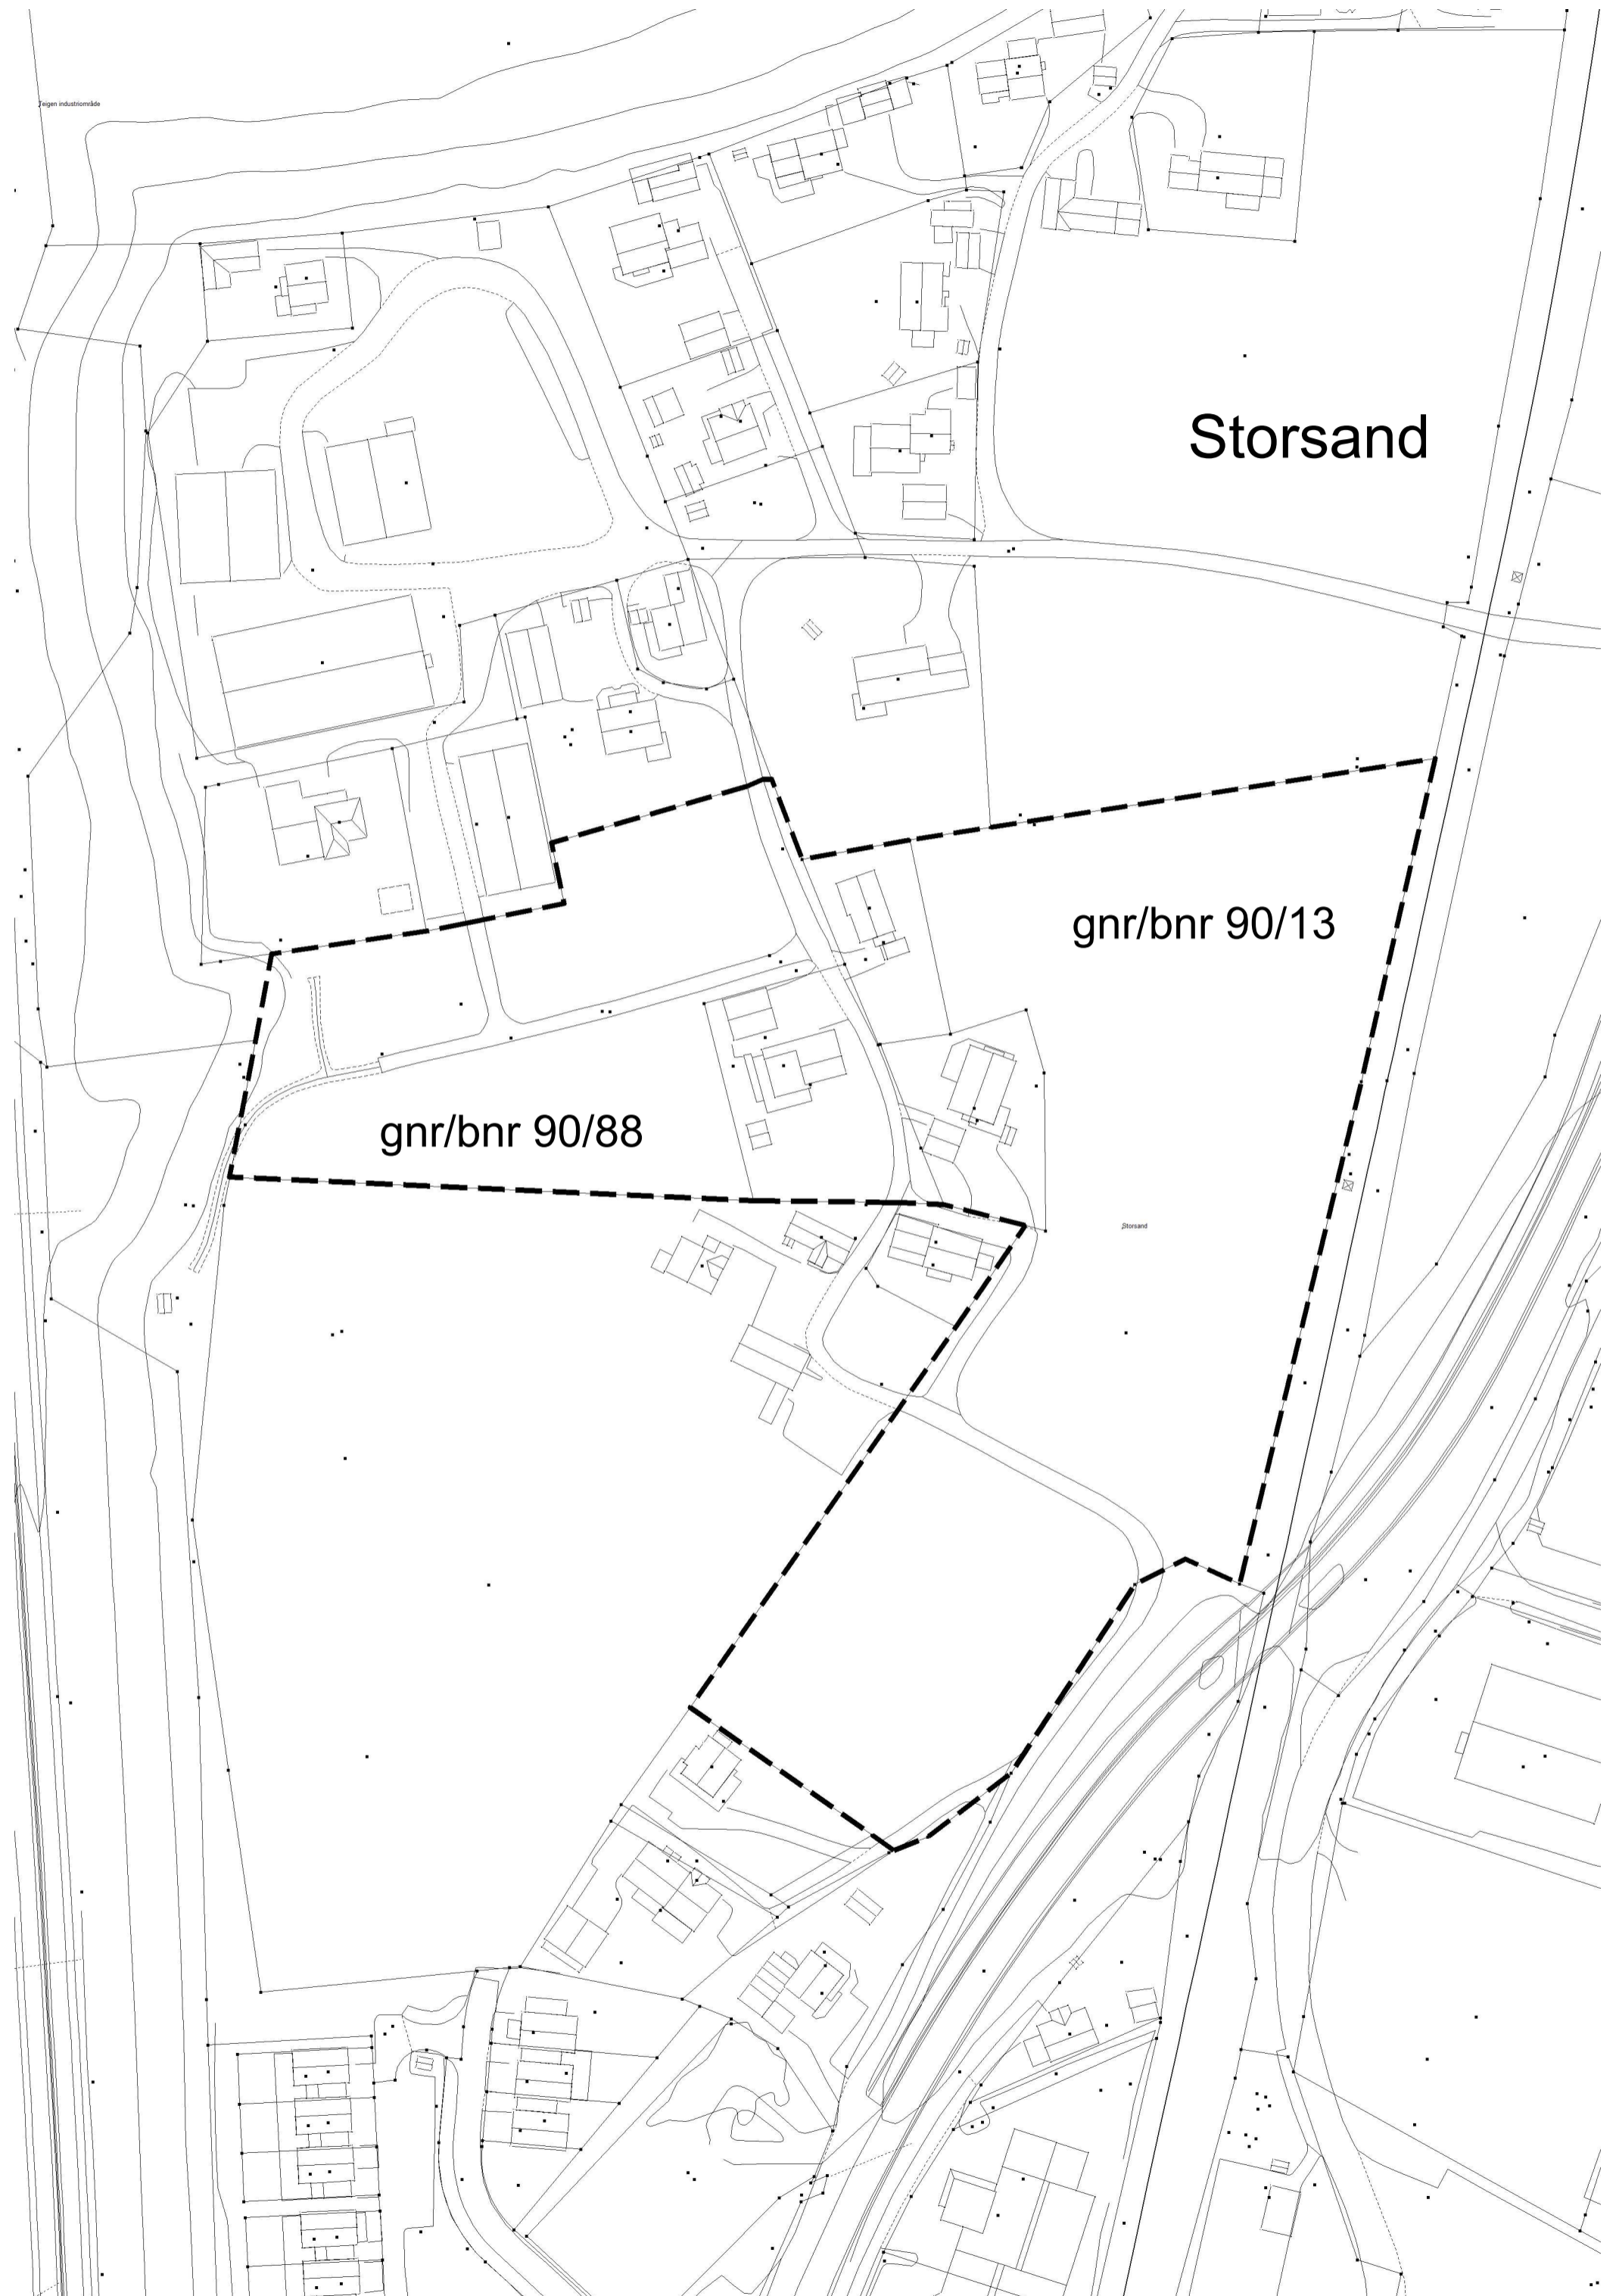 Teigen industriområde
Storsand
gnr/bnr 90/13
gnr/bnr 90/88
Storsand